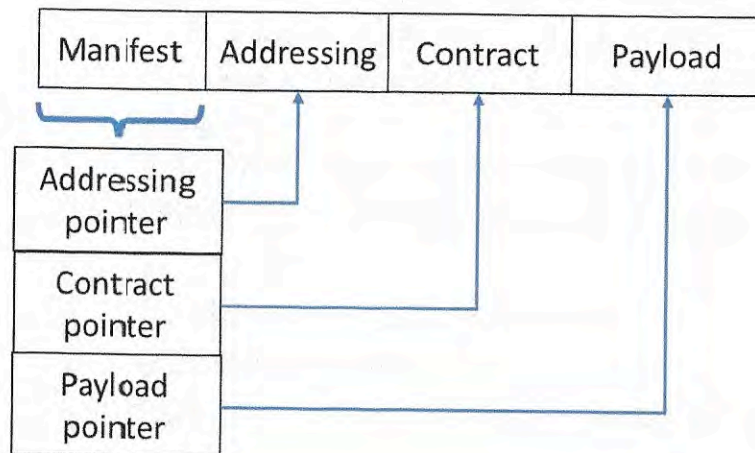 Manifest Addressing Contract Payload
Addressing
pointer
Contract
pointer
Payload
pointer